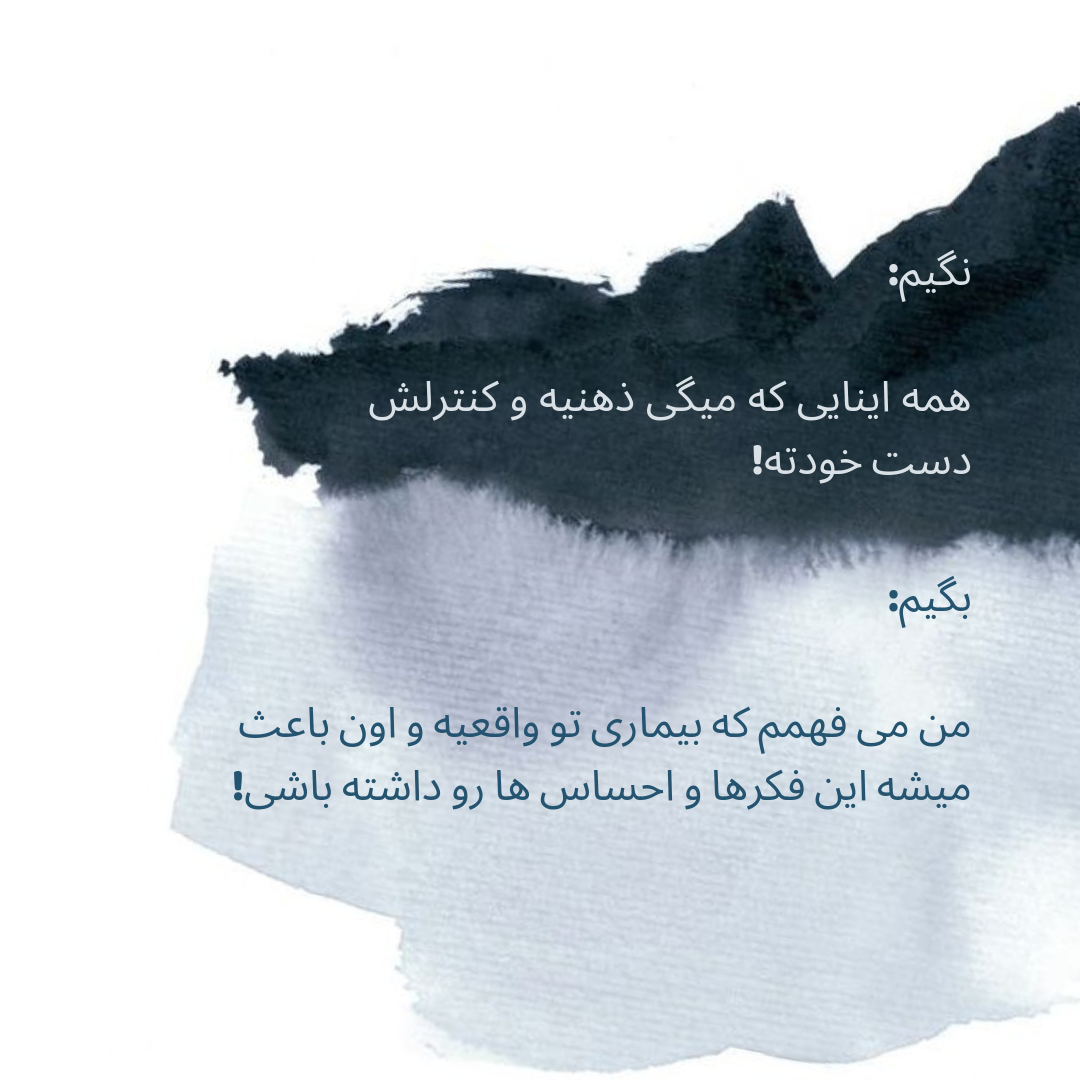 نگیم:
همه اینایی که میگی ذهنیه و کنترلش
دست خودته!
بگیم:
من می فهمم که بیماری تو واقعیه و اون باعث
میشه این فکرها و احساس ها رو داشته باشی!